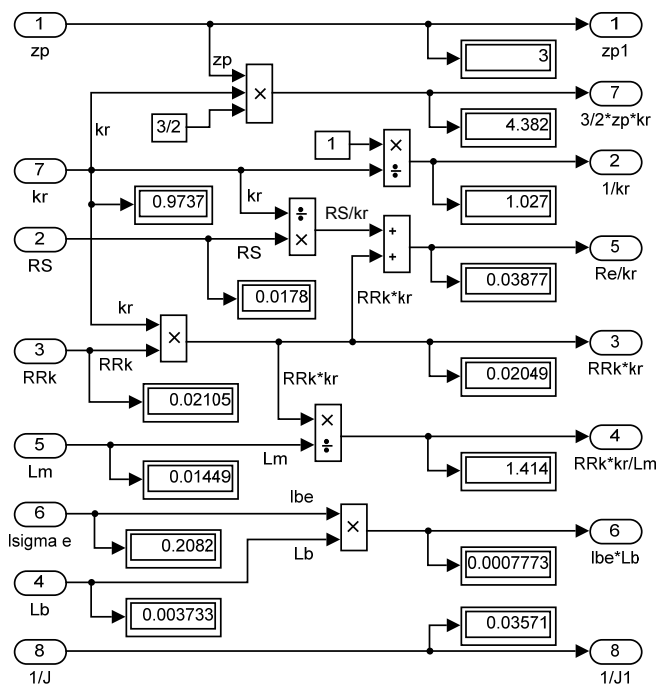 1
zp
zp
3
1
zp1
kr
3/2
×
4.382
7
3/2*zp*kr
7
kr
1
×
÷
1.027
2
1/kr
0.9737
kr
÷
×
RS/kr
+
+
2
RS
RS
0.0178
RRk*kr
0.03877
5
Re/kr
kr
×
3
RRk
RRk
0.02105
RRk*kr
0.02049
3
RRk*kr
×
÷
5
Lm
Lm
0.01449
1.414
4
RRk*kr/Lm
6
lsigma e
lbe
0.2082
×
Lb
4
Lb
0.003733
0.0007773
6
lbe*Lb
8
1/J
0.03571
8
1/J1